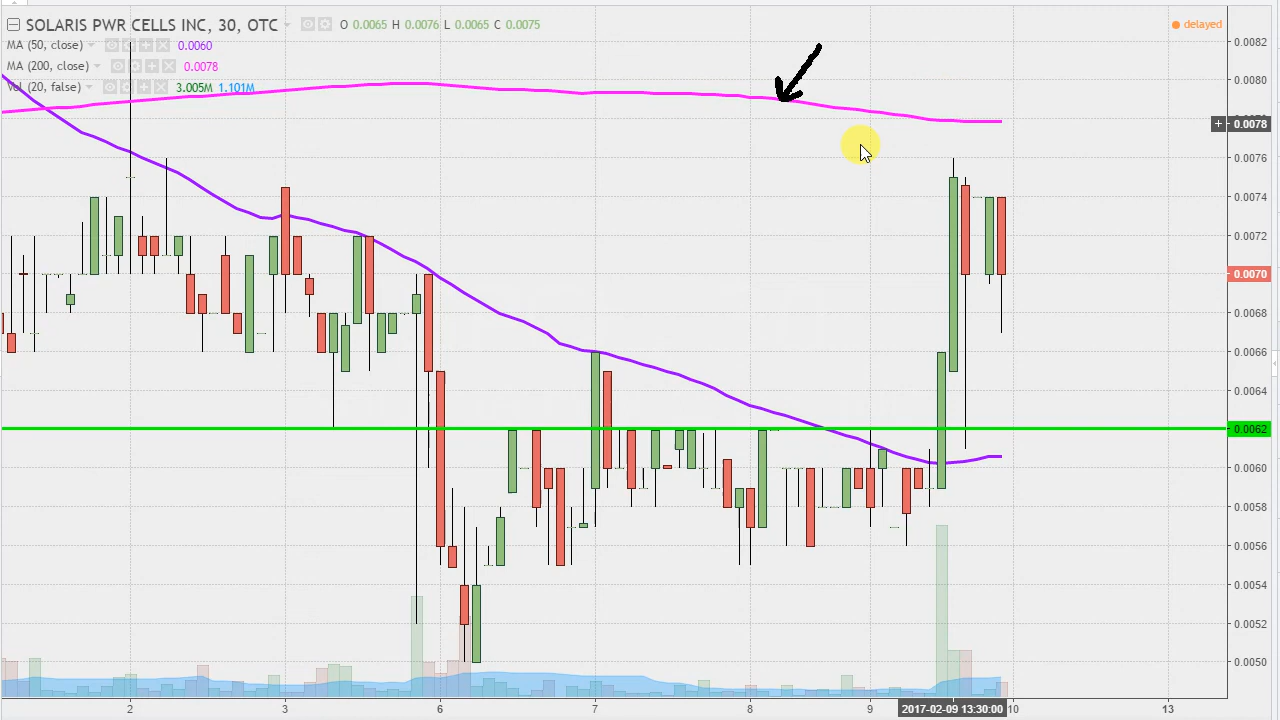 SOLARIS PWR CELLS INC, 30, OTC O 0.0065 H 0.0076 L 0.0065 C 0.0075
delayed
MA (50, close) 0.0060
MA (200, close) 0.0078
Vol (20, false) 3.005M 1.101M
0.0082
0.0080
0.0078
0.0076
0.0074
0.0072
0.0070
0.0068
0.0066
0.0064
0.0062
0.0060
0.0058
0.0056
0.0054
0.0052
0.0050
2 3 6 7 8 9 2017-02-09 13:30:00 10 13